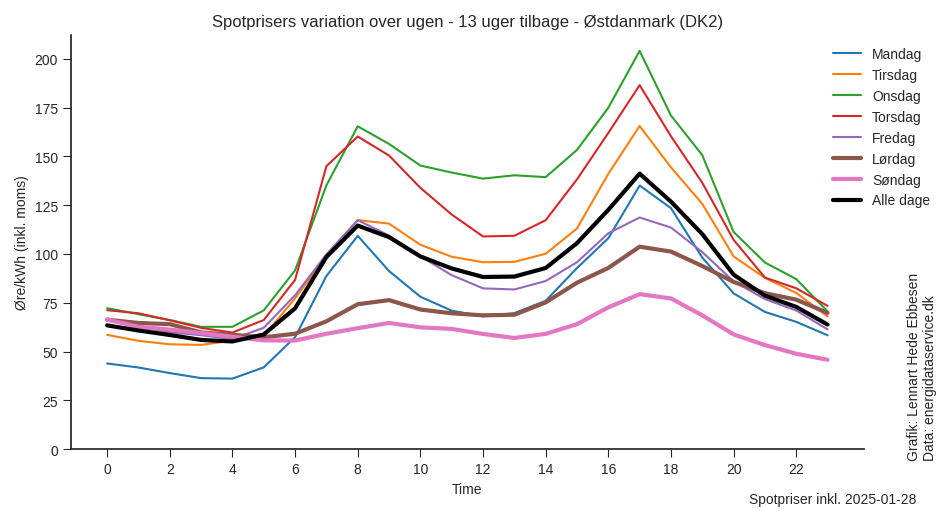 Spotprisers variation over ugen - 13 uger tilbage - Østdanmark (DK2)
Øre/kWh (inkl. moms)
200
175
150
125
100
75
50
25
0
0 2 4 6 8 10 12 14 16 18 20 22
Time
Mandag
Tirsdag
Onsdag
Torsdag
Fredag
Lørdag
Søndag
Alle dage
Grafik: Lennart Hede Ebbesen
Data: energidataservice.dk
Spotpriser inkl. 2025-01-28